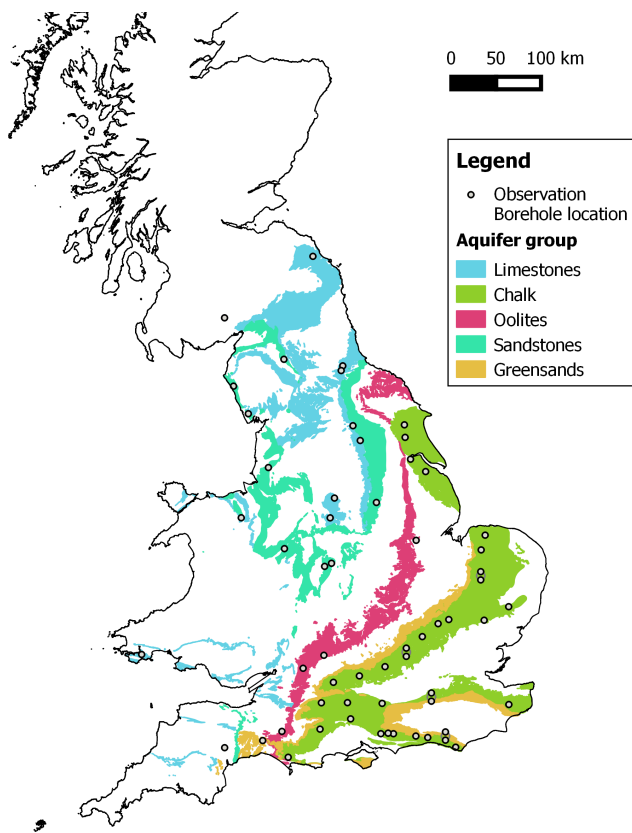 0 50 100 km
Legend
Observation
Borehole location
Aquifer group
Limestones
Chalk
Oolites
Sandstones
Greensands